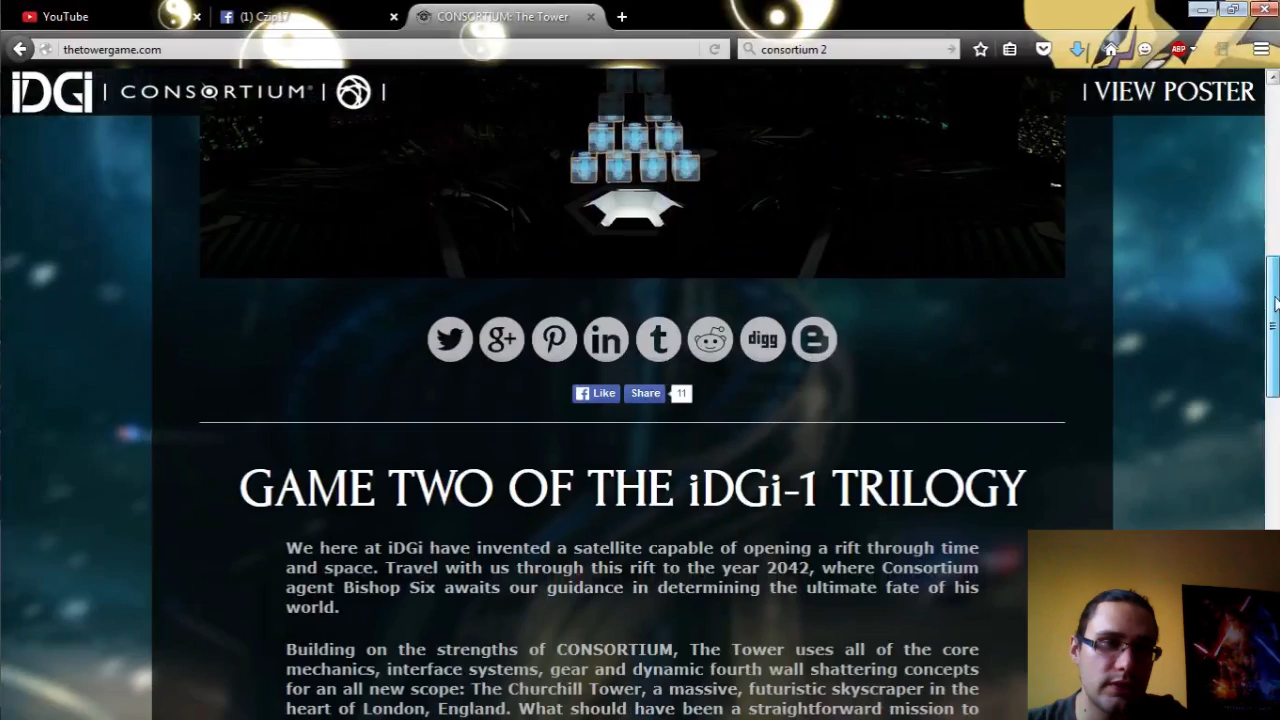 YouTube
(1) Czip17
CONSORTIUM: The Tower
thetowergame.com
consortium 2
ABP
iDGi | CONSORTIUM® | |
| VIEW POSTER
g+
in
t
digg
Like
Share
11
GAME TWO OF THE iDGi-1 TRILOGY
We here at iDGi have invented a satellite capable of opening a rift through time
and space. Travel with us through this rift to the year 2042, where Consortium
agent Bishop Six awaits our guidance in determining the ultimate fate of his
world.
Building on the strengths of CONSORTIUM, The Tower uses all of the core
mechanics, interface systems, gear and dynamic fourth wall shattering concepts
for an all new scope: The Churchill Tower, a massive, futuristic skyscraper in the
heart of London, England. What should have been a straightforward mission to